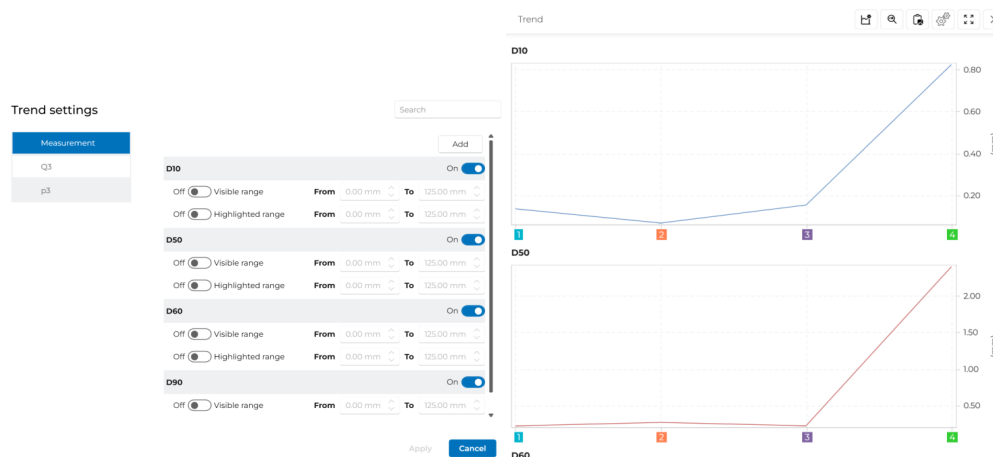 Trend settings
Search
Measurement
Q3
p3
Add
D10 On
Off Visible range From 0.00 mm To 125.00 mm
Off Highlighted range From 0.00 mm To 125.00 mm
D50 On
Off Visible range From 0.00 mm To 125.00 mm
Off Highlighted range From 0.00 mm To 125.00 mm
D60 On
Off Visible range From 0.00 mm To 125.00 mm
Off Highlighted range From 0.00 mm To 125.00 mm
D90 On
Off Visible range From 0.00 mm To 125.00 mm
Apply Cancel
Trend
D10
0.80
0.60
0.40
0.20
1 2 3 4
D50
2.00
1.50
1.00
0.50
1 2 3 4
D60